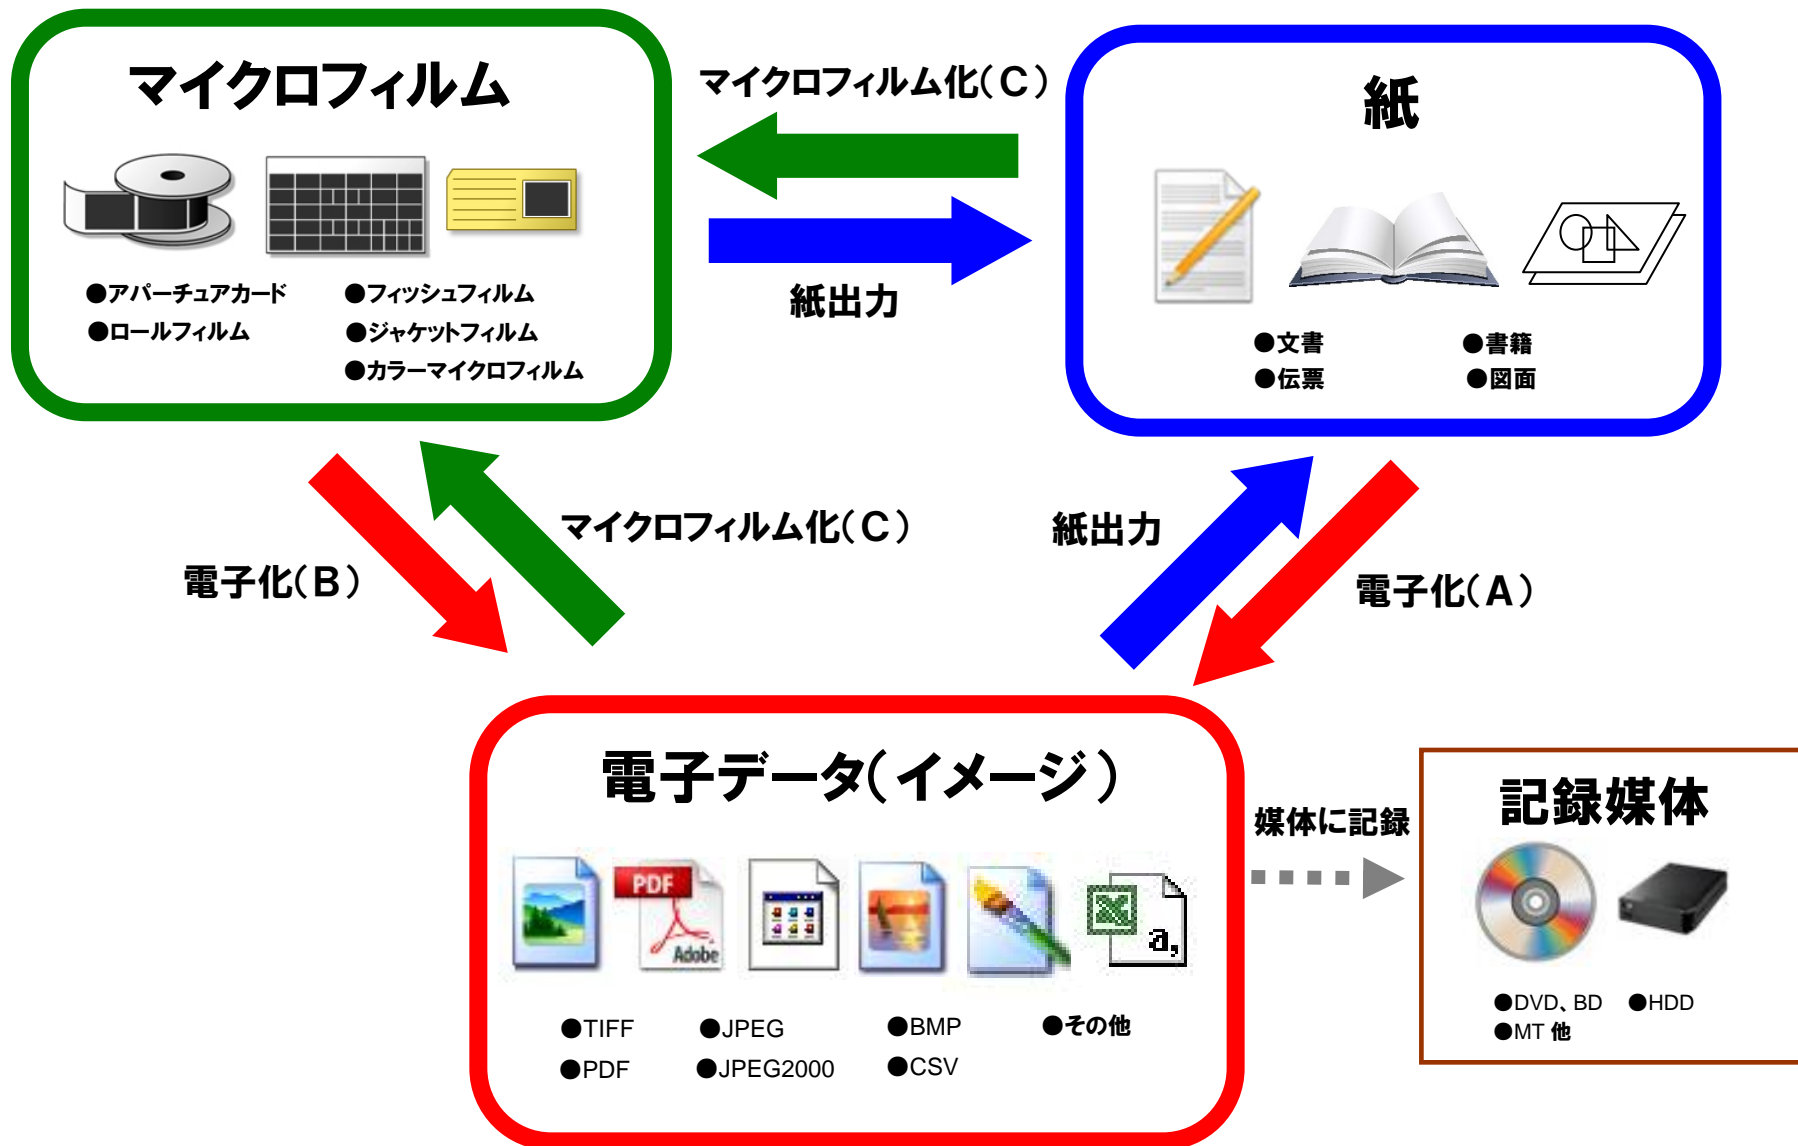 マイクロフィルム
●アパーチュアカード ●フィッシュフィルム
●ロールフィルム ●ジャケットフィルム
●カラーマイクロフィルム
マイクロフィルム化(C)
紙出力
紙
●文書 ●書籍
●伝票 ●図面
電子化(B)
マイクロフィルム化(C)
紙出力
電子化(A)
電子データ(イメージ)
PDF
Adobe
a,
●TIFF ●JPEG ●BMP ●その他
●PDF ●JPEG2000 ●CSV
媒体に記録
記録媒体
●DVD、BD ●HDD
●MT 他